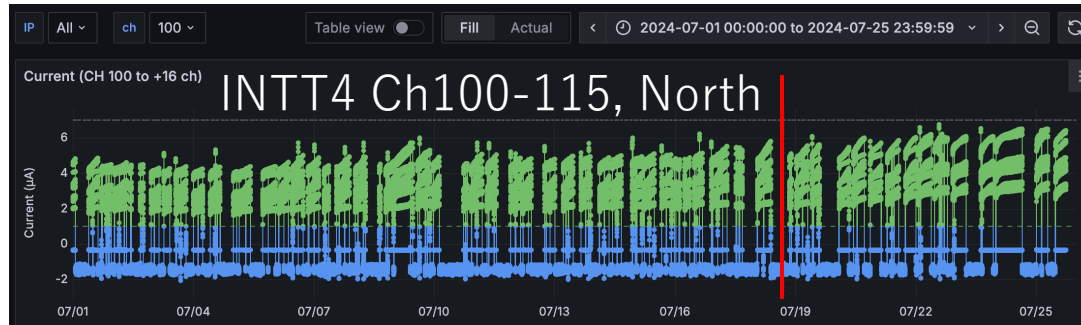 IP All ch 100 Table view Fill Actual 2024-07-01 00:00:00 to 2024-07-25 23:59:59
Current (CH 100 to +16 ch)
INTT4 Ch100-115, North
Current (μA)
6
4
2
0
-2
07/01 07/04 07/07 07/10 07/13 07/16 07/19 07/22 07/25